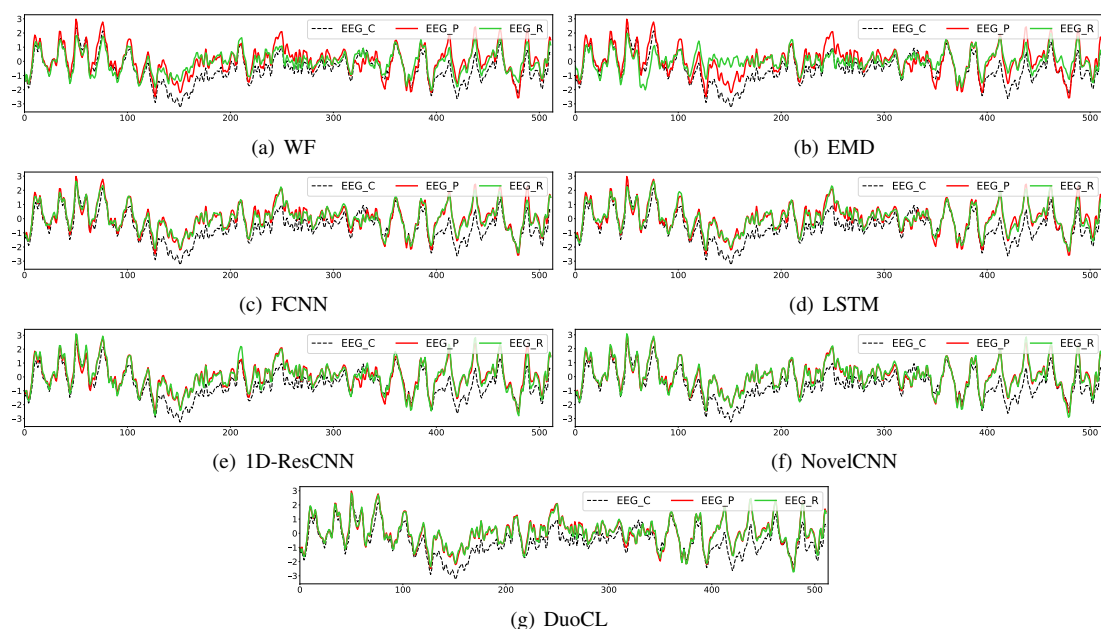 EEG_C EEG_P EEG_R
3
2
1
0
−1
−2
−3
0 100 200 300 400 500
(a) WF
EEG_C EEG_P EEG_R
3
2
1
0
−1
−2
−3
0 100 200 300 400 500
(b) EMD
EEG_C EEG_P EEG_R
3
2
1
0
−1
−2
−3
0 100 200 300 400 500
(c) FCNN
EEG_C EEG_P EEG_R
3
2
1
0
−1
−2
−3
0 100 200 300 400 500
(d) LSTM
EEG_C EEG_P EEG_R
3
2
1
0
−1
−2
−3
0 100 200 300 400 500
(e) 1D-ResCNN
EEG_C EEG_P EEG_R
3
2
1
0
−1
−2
−3
0 100 200 300 400 500
(f) NovelCNN
EEG_C EEG_P EEG_R
3
2
1
0
−1
−2
−3
0 100 200 300 400 500
(g) DuoCL